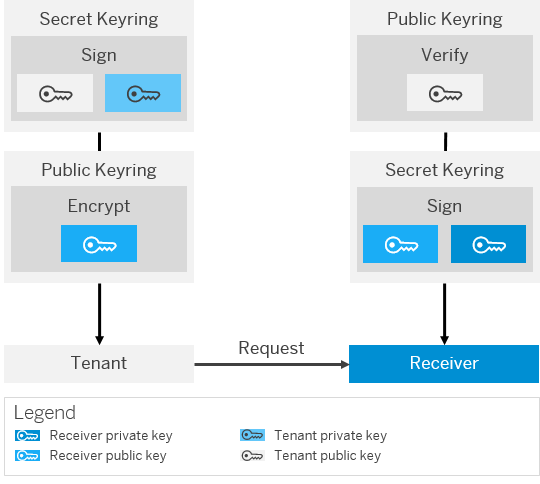 Secret Keyring
Sign
Public Keyring
Verify
Public Keyring
Encrypt
Secret Keyring
Sign
Tenant
Request
Receiver
Legend
Receiver private key
Tenant private key
Receiver public key
Tenant public key